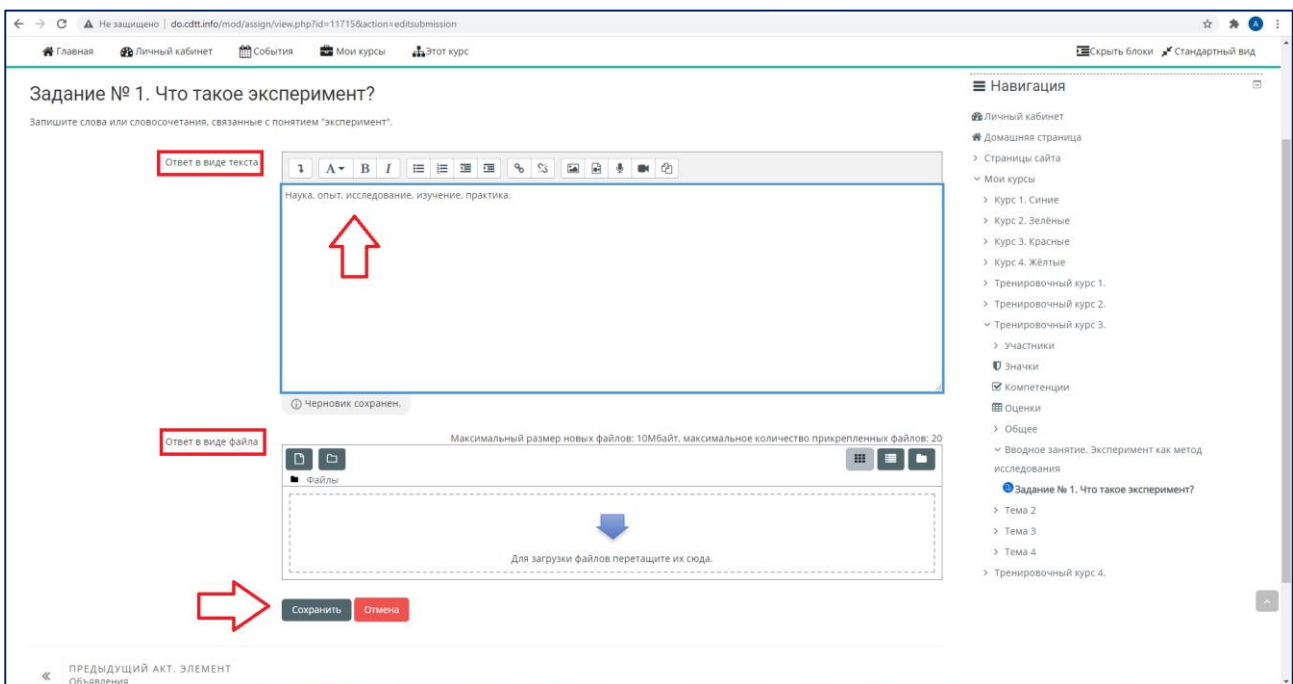 Не защищено | do.cdtt.info/mod/assign/view.php?id=11715&action=editsubmission
А
Главная Личный кабинет События Мои курсы Этот курс Скрыть блоки Стандартный вид
Задание № 1. Что такое эксперимент?
Запишите слова или словосочетания, связанные с понятием "эксперимент".
Ответ в виде текста
A B I
Наука, опыт, исследование, изучение, практика.
Черновик сохранен.
Ответ в виде файла
Максимальный размер новых файлов: 10Мбайт, максимальное количество прикрепленных файлов: 20
Файлы
Для загрузки файлов перетащите их сюда.
Сохранить Отмена
ПРЕДЫДУЩИЙ АКТ. ЭЛЕМЕНТ
Объявления
Навигация
Личный кабинет
Домашняя страница
Страницы сайта
Мои курсы
Курс 1. Синие
Курс 2. Зелёные
Курс 3. Красные
Курс 4. Жёлтые
Тренировочный курс 1.
Тренировочный курс 2.
Тренировочный курс 3.
Участники
Значки
Компетенции
Оценки
Общее
Вводное занятие. Эксперимент как метод
исследования
Задание № 1. Что такое эксперимент?
Тема 2
Тема 3
Тема 4
Тренировочный курс 4.